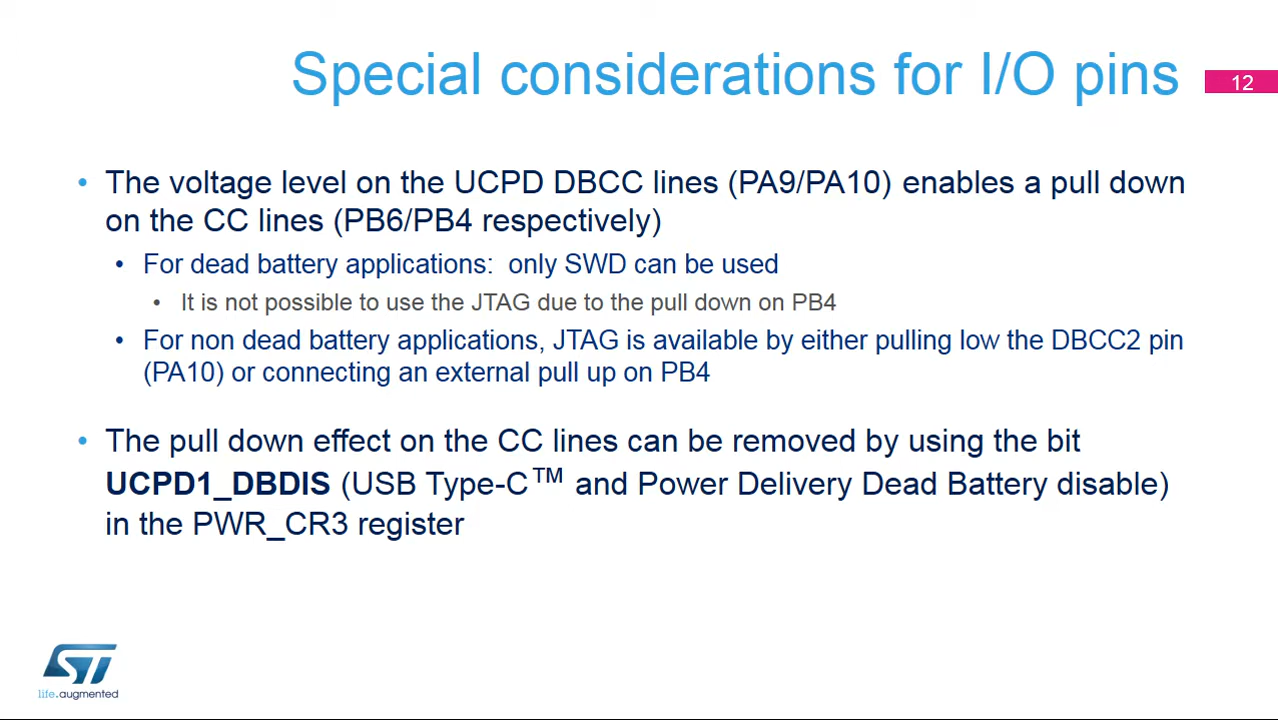 Special considerations for I/O pins
12
• The voltage level on the UCPD DBCC lines (PA9/PA10) enables a pull down
on the CC lines (PB6/PB4 respectively)
• For dead battery applications: only SWD can be used
• It is not possible to use the JTAG due to the pull down on PB4
• For non dead battery applications, JTAG is available by either pulling low the DBCC2 pin
(PA10) or connecting an external pull up on PB4
• The pull down effect on the CC lines can be removed by using the bit
UCPD1_DBDIS (USB Type-C™ and Power Delivery Dead Battery disable)
in the PWR_CR3 register
ST
life.augmented